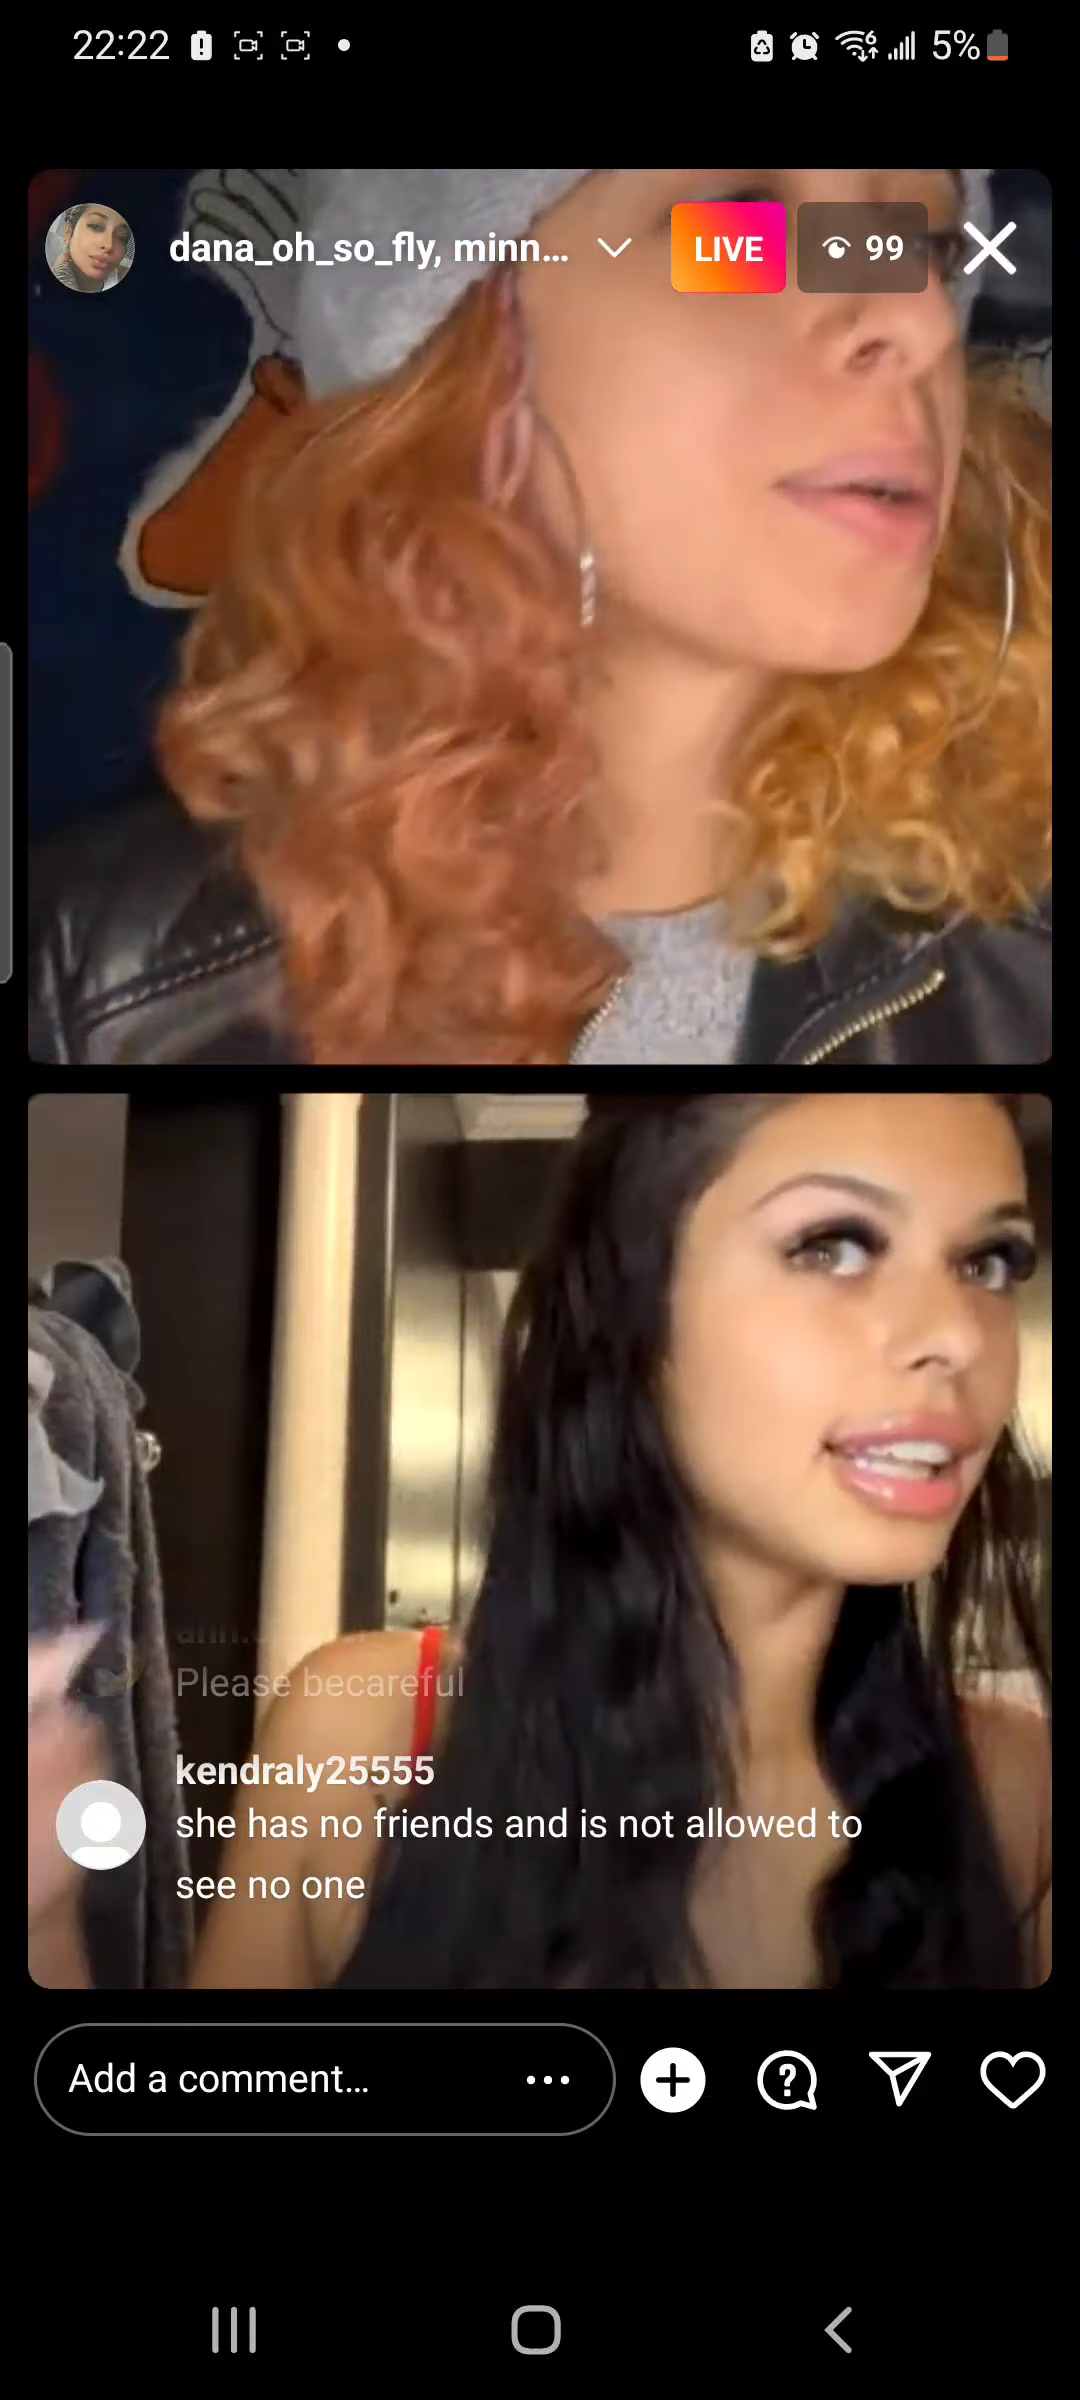 22:22
5%
dana_oh_so_fly, minn...
LIVE
99
Please becareful
kendraly25555
she has no friends and is not allowed to
see no one
Add a comment...